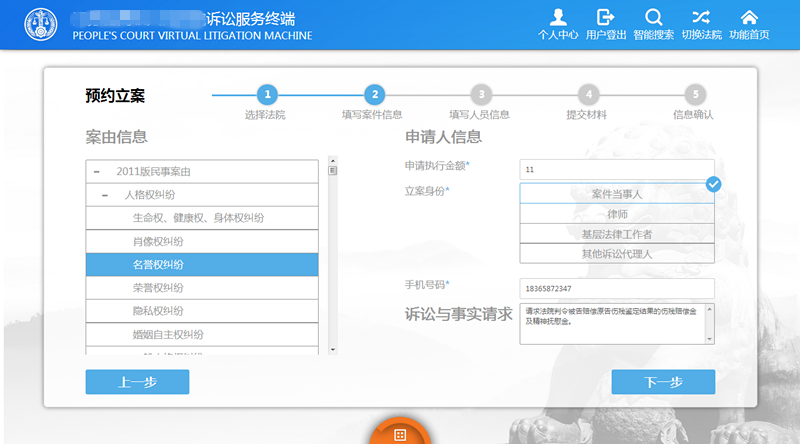 诉讼服务终端
PEOPLE'S COURT VIRTUAL LITIGATION MACHINE
个人中心 用户登出 智能搜索 切换法院 功能首页
预约立案
1 2 3 4 5
选择法院 填写案件信息 填写人员信息 提交材料 信息确认
案由信息
2011版民事案由
人格权纠纷
生命权、健康权、身体权纠纷
肖像权纠纷
名誉权纠纷
荣誉权纠纷
隐私权纠纷
婚姻自主权纠纷
申请人信息
申请执行金额* 11
立案身份* 案件当事人
律师
基层法律工作者
其他诉讼代理人
手机号码* 18365872347
诉讼与事实请求 请求法院判令被告赔偿原告伤残鉴定结果的伤残赔偿金
及精神抚慰金。
上一步 下一步